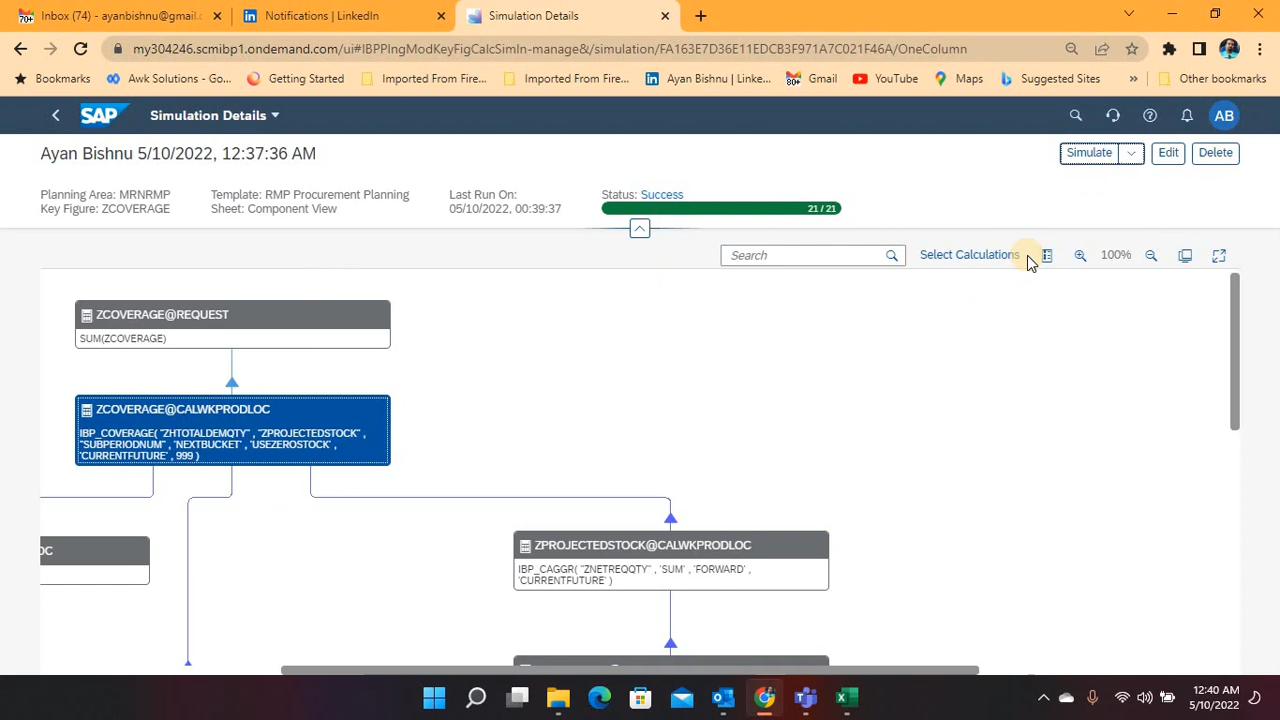 Inbox (74) - ayanbishnu@gmail.c
Notifications | LinkedIn
Simulation Details
my304246.scmibp1.ondemand.com/ui#IBPPlngModKeyFigCalcSimln-manage&/simulation/FA163E7D36E11EDCB3F971A7C021F46A/OneColumn
Bookmarks
Awk Solutions - Go...
Getting Started
Imported From Fire...
Imported From Fire...
Ayan Bishnu | Linke...
Gmail
YouTube
Maps
Suggested Sites
»
Other bookmarks
SAP
Simulation Details
AB
Ayan Bishnu 5/10/2022, 12:37:36 AM
Simulate
Edit
Delete
Planning Area: MRNRMP
Template: RMP Procurement Planning
Last Run On:
Status: Success
Key Figure: ZCOVERAGE
Sheet: Component View
05/10/2022, 00:39:37
21 / 21
Search
Select Calculations
100%
ZCOVERAGE@REQUEST
SUM(ZCOVERAGE)
ZCOVERAGE@CALWKPRODLOC
IBP_COVERAGE( "ZHTOTALDEMQTY" , "ZPROJECTEDSTOCK" ,
"SUBPERIODNUM" , 'NEXTBUCKET' , 'USEZEROSTOCK' ,
'CURRENTFUTURE' , 999 )
OC
ZPROJECTEDSTOCK@CALWKPRODLOC
IBP_CAGGR( "ZNETREQQTY" , 'SUM' , 'FORWARD' ,
'CURRENTFUTURE' )
12:40 AM
5/10/2022